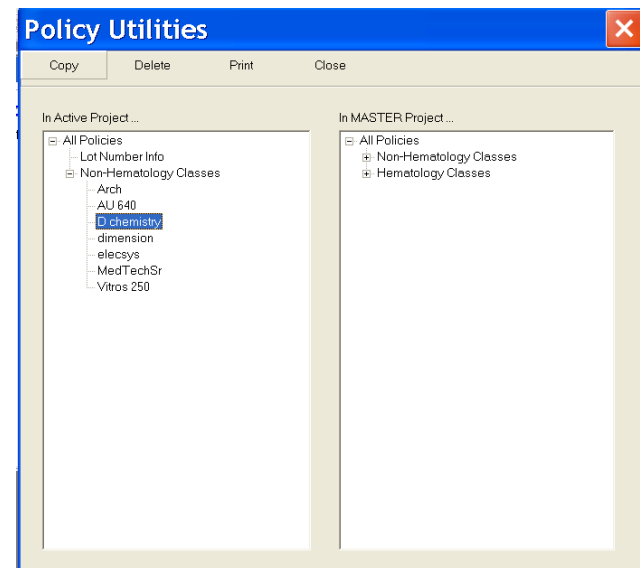 Policy Utilities
Copy Delete Print Close
In Active Project ...
All Policies
Lot Number Info
Non-Hematology Classes
Arch
AU 640
D chemistry
dimension
elecsys
MedTechSr
Vitros 250
In MASTER Project ...
All Policies
Non-Hematology Classes
Hematology Classes